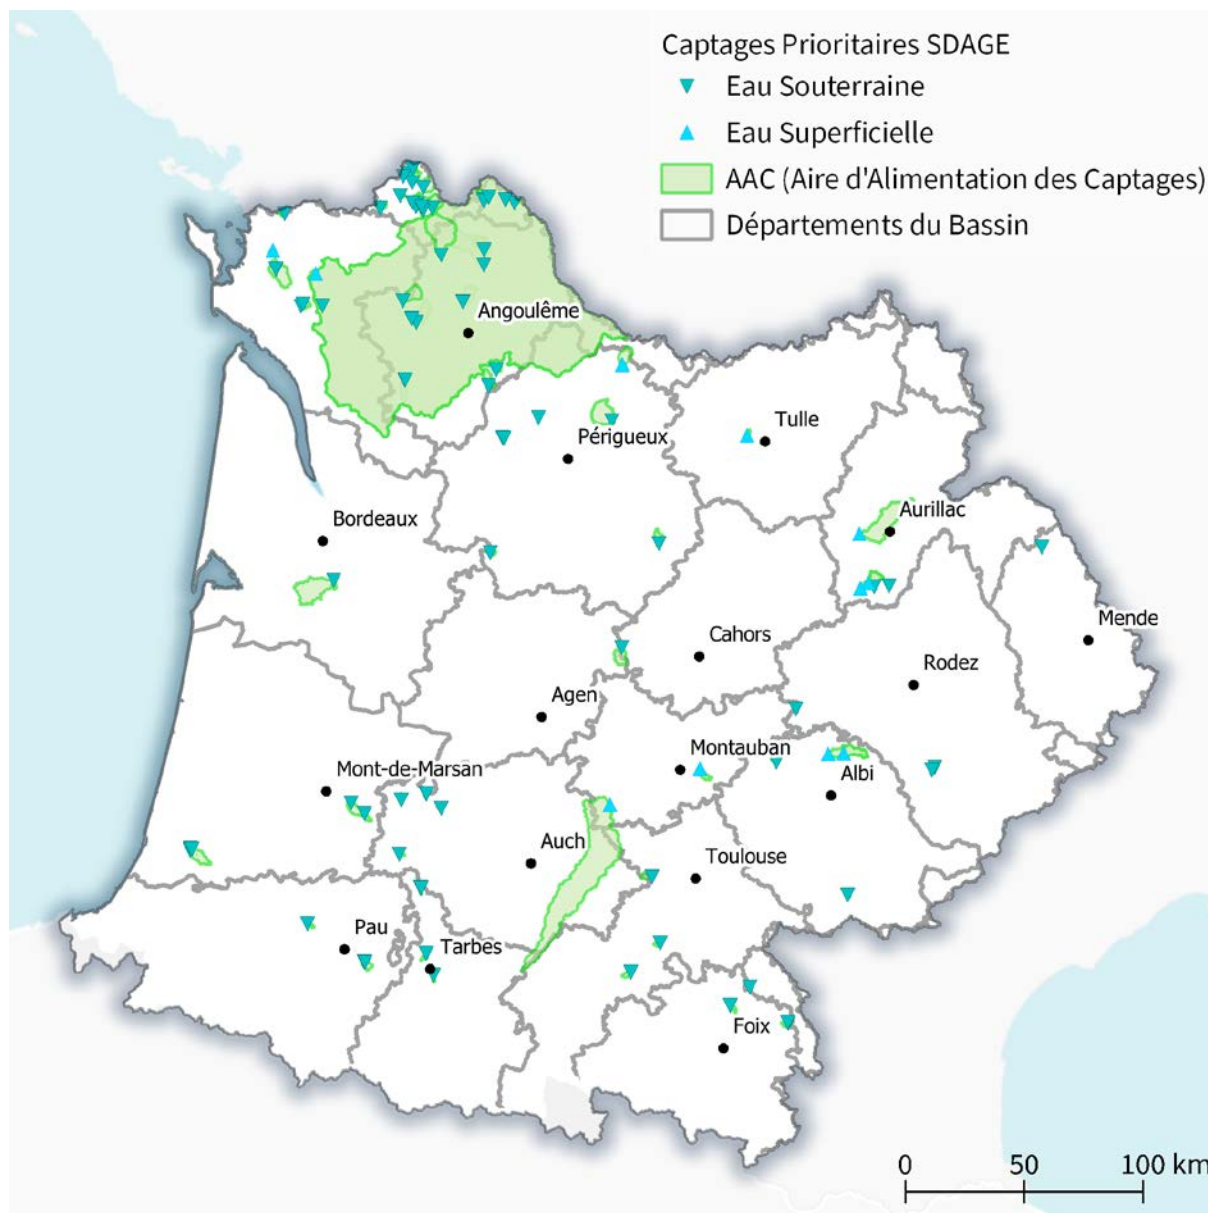 Captages Prioritaires SDAGE
Eau Souterraine
Eau Superficielle
AAC (Aire d'Alimentation des Captages)
Départements du Bassin
Angoulême
Périgueux
Tulle
Aurillac
Bordeaux
Mende
Cahors
Rodez
Agen
Montauban
Mont-de-Marsan
Albi
Auch
Toulouse
Pau
Tarbes
Foix
0 50 100 km